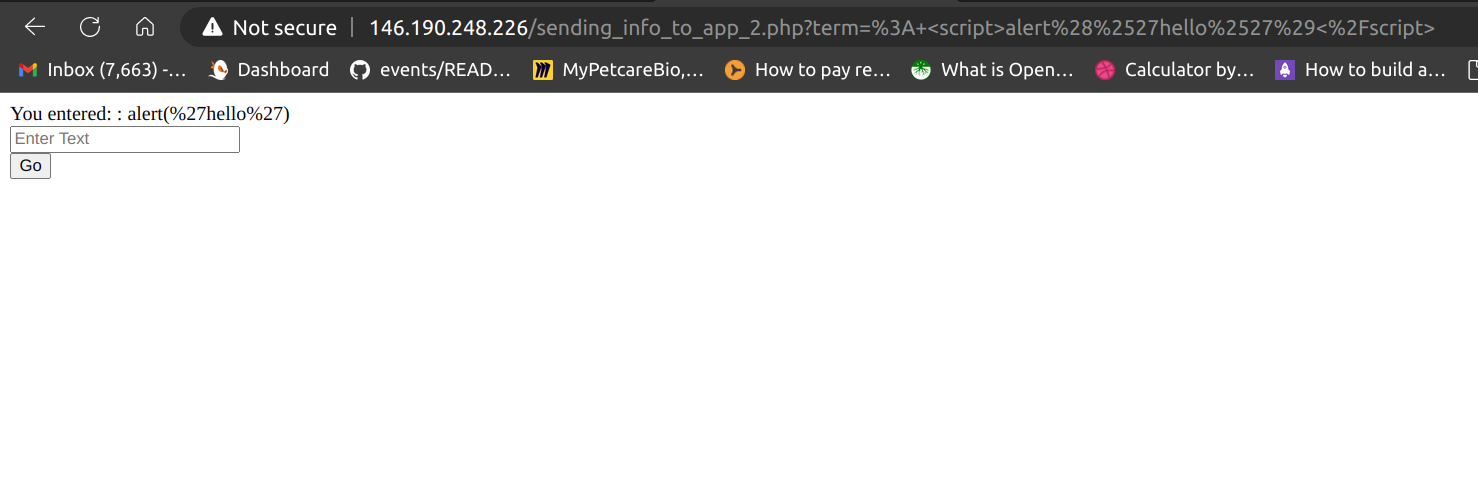 Not secure | 146.190.248.226/sending_info_to_app_2.php?term=%3A+<script>alert%28%2527hello%2527%29<%2Fscript>
Inbox (7,663) -... Dashboard events/READ... MyPetcareBio,... How to pay re... What is Open... Calculator by... How to build a...
You entered: : alert(%27hello%27)
Enter Text
Go